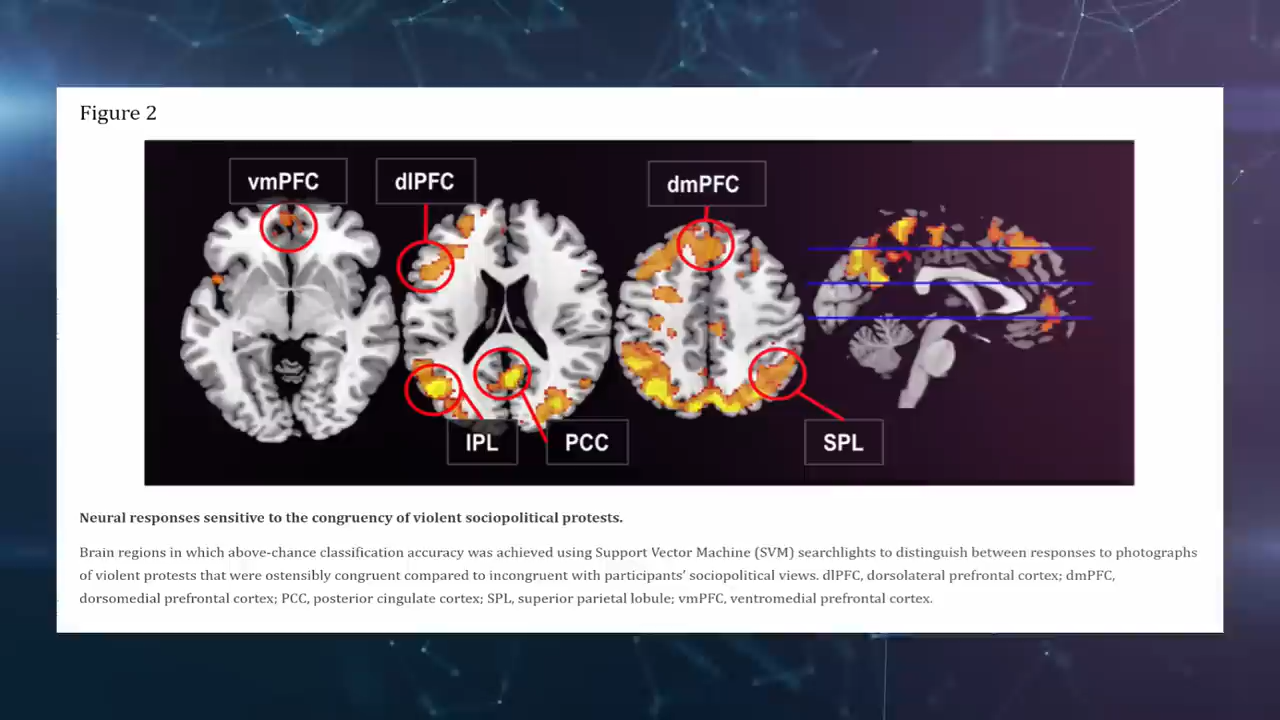 Figure 2
vmPFC
dlPFC
dmPFC
IPL
PCC
SPL
Neural responses sensitive to the congruency of violent sociopolitical protests.
Brain regions in which above-chance classification accuracy was achieved using Support Vector Machine (SVM) searchlights to distinguish between responses to photographs
of violent protests that were ostensibly congruent compared to incongruent with participants’ sociopolitical views. dlPFC, dorsolateral prefrontal cortex; dmPFC,
dorsomedial prefrontal cortex; PCC, posterior cingulate cortex; SPL, superior parietal lobule; vmPFC, ventromedial prefrontal cortex.